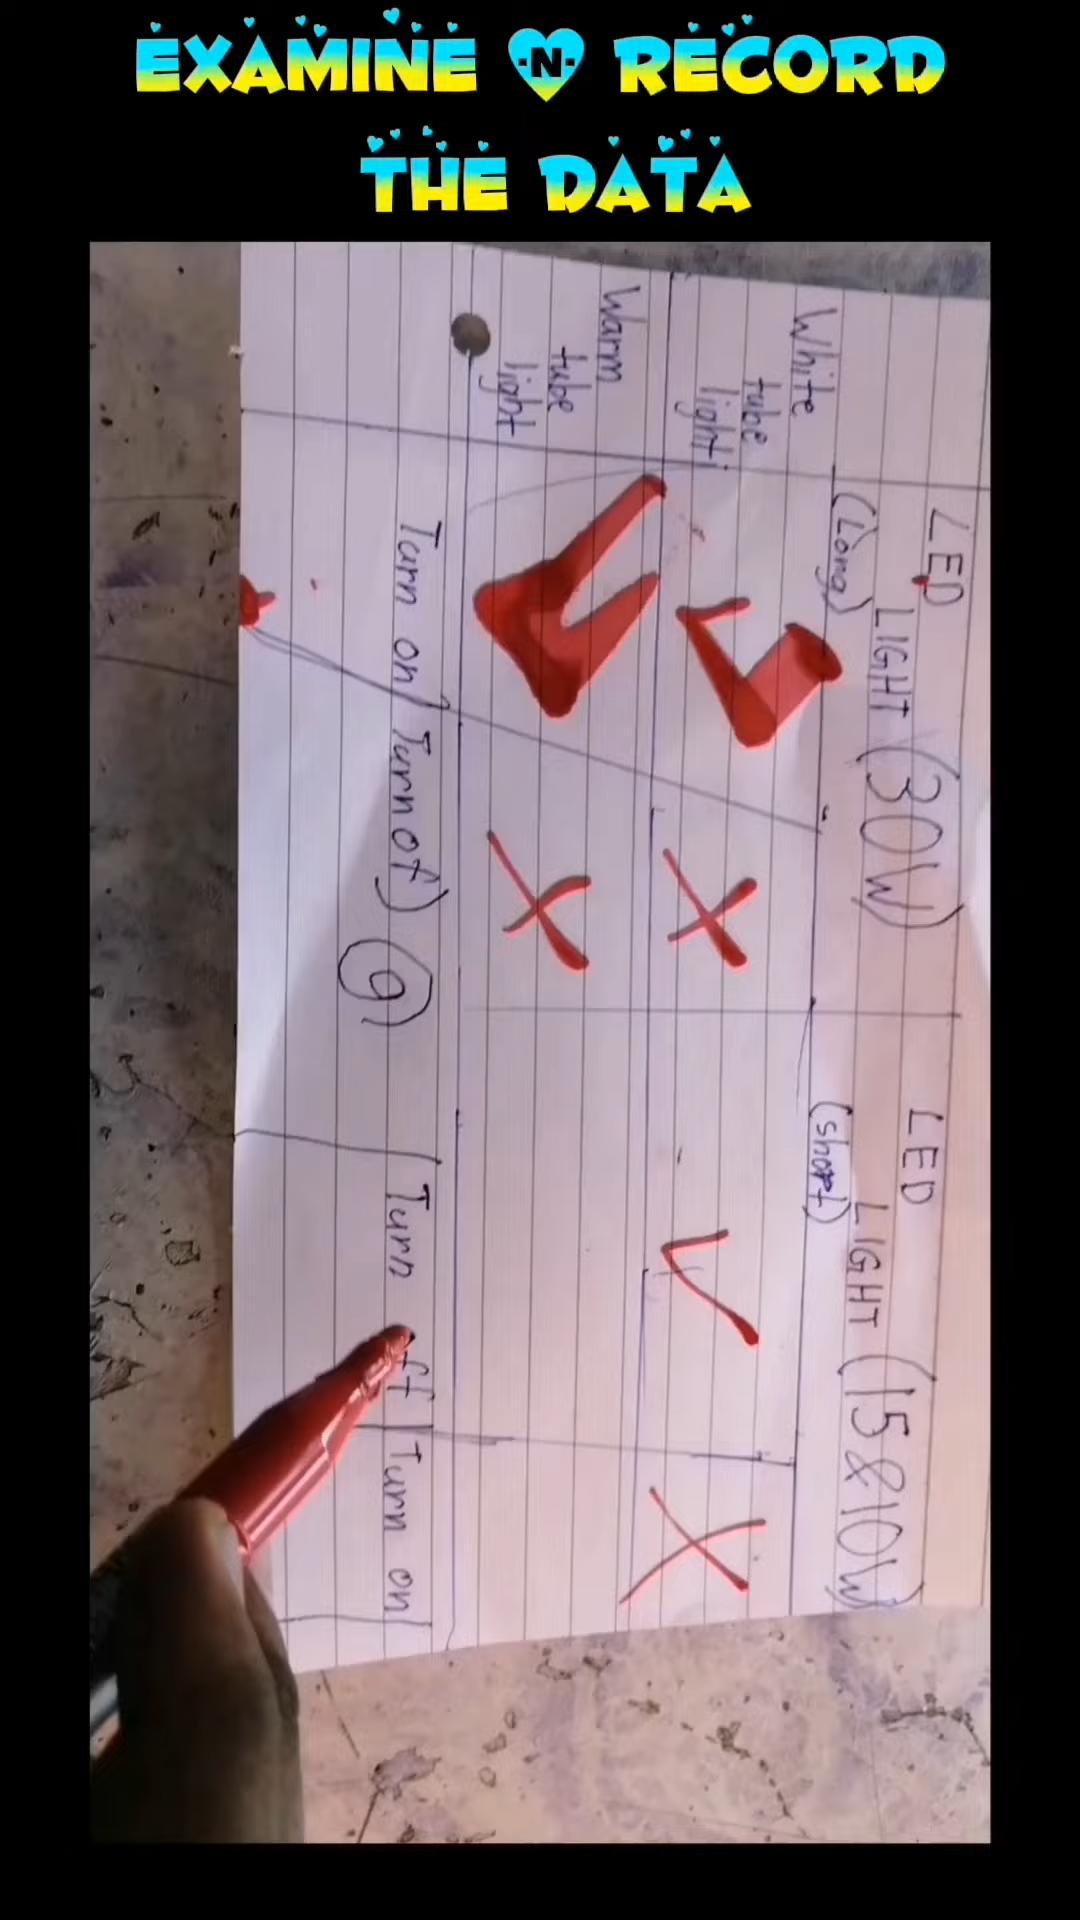 EXAMINE -N- RECORD
THE DATA
LED
LIGHT (30W)
(Long)
LED
LIGHT (15&10W)
(short)
White
tube
light
Warm
tube
light
Turn on
Turn of)
9
Turn off
Turn on